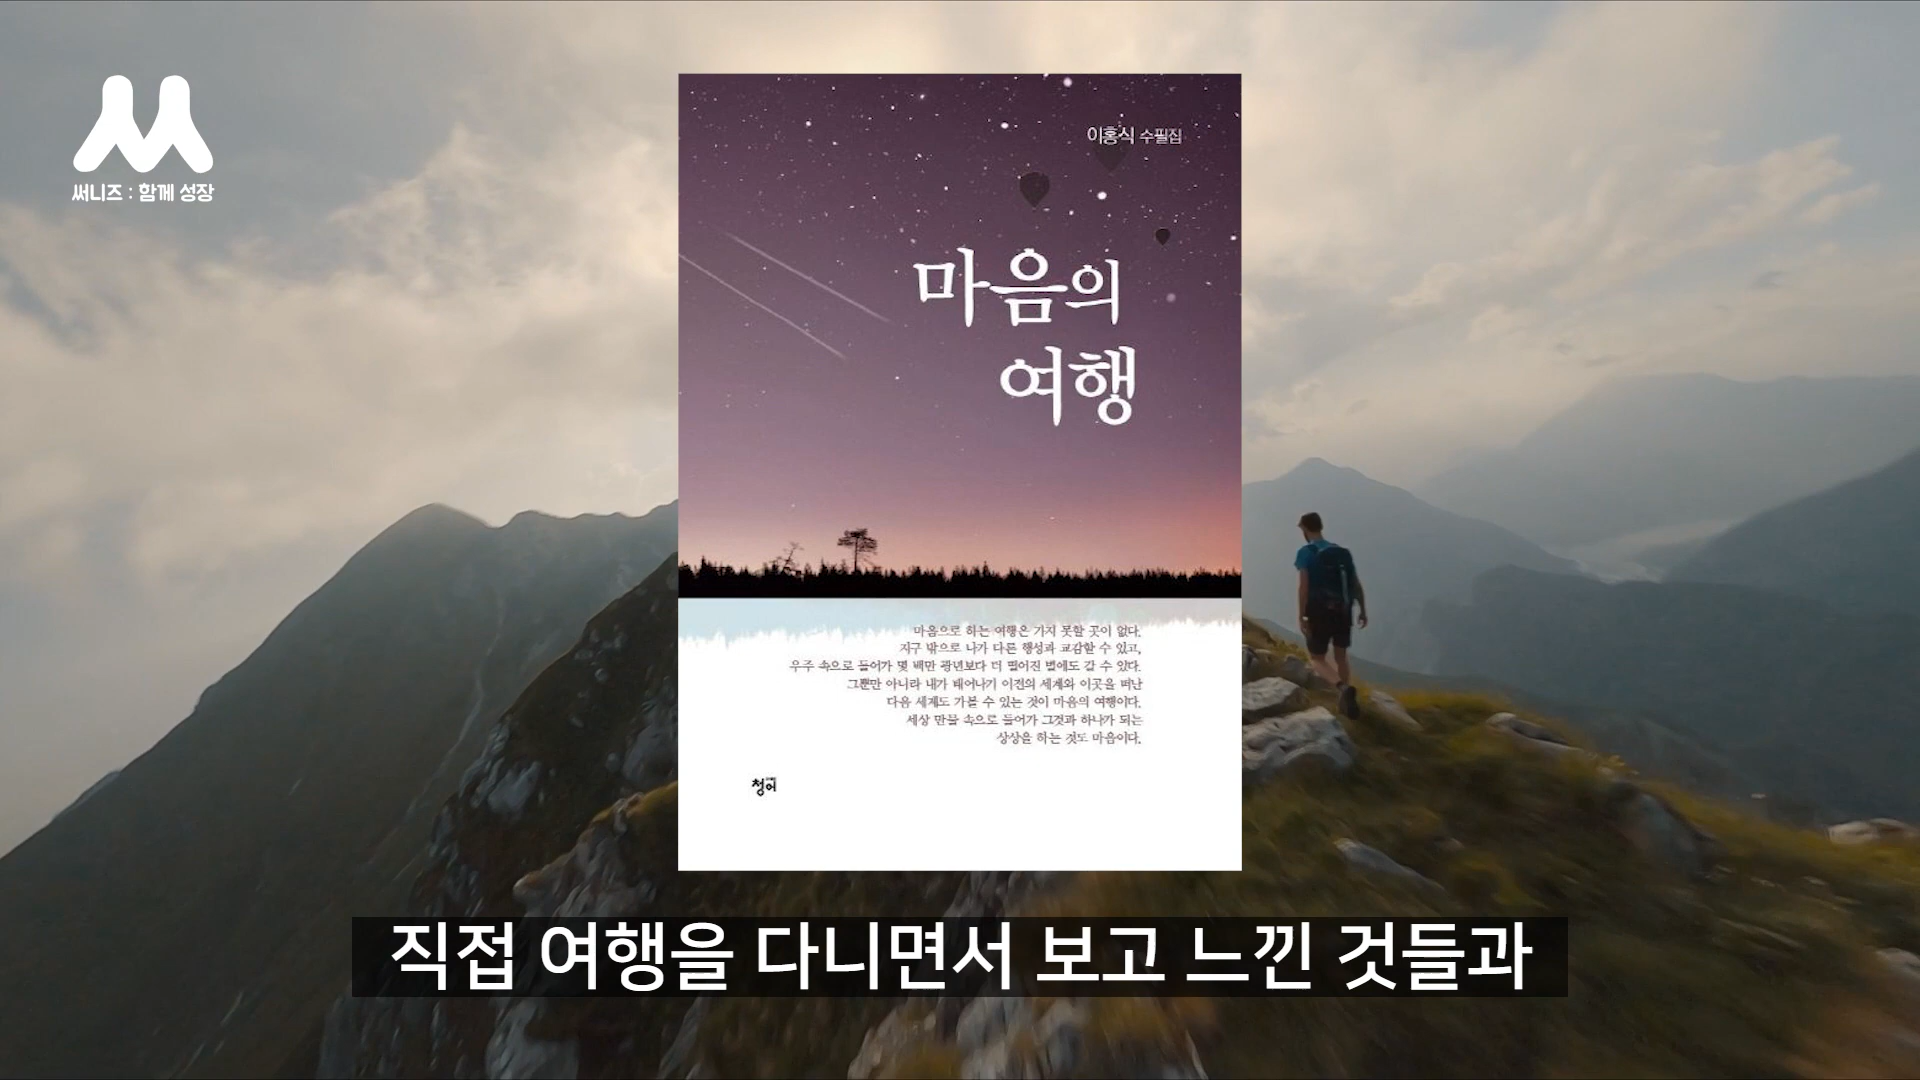 써니즈 : 함께 성장
이홍식 수필집
마음의
여행
마음으로 하는 여행은 가지 못할 곳이 없다.
지구 밖으로 나가 다른 행성과 교감할 수 있고,
우주 속으로 들어가 몇 백만 광년보다 더 떨어진 별에도 갈 수 있다.
그뿐만 아니라 내가 태어나기 이전의 세계와 이곳을 떠난
다음 세계도 가볼 수 있는 것이 마음의 여행이다.
세상 만물 속으로 들어가 그것과 하나가 되는
상상을 하는 것도 마음이다.
청어
직접 여행을 다니면서 보고 느낀 것들과